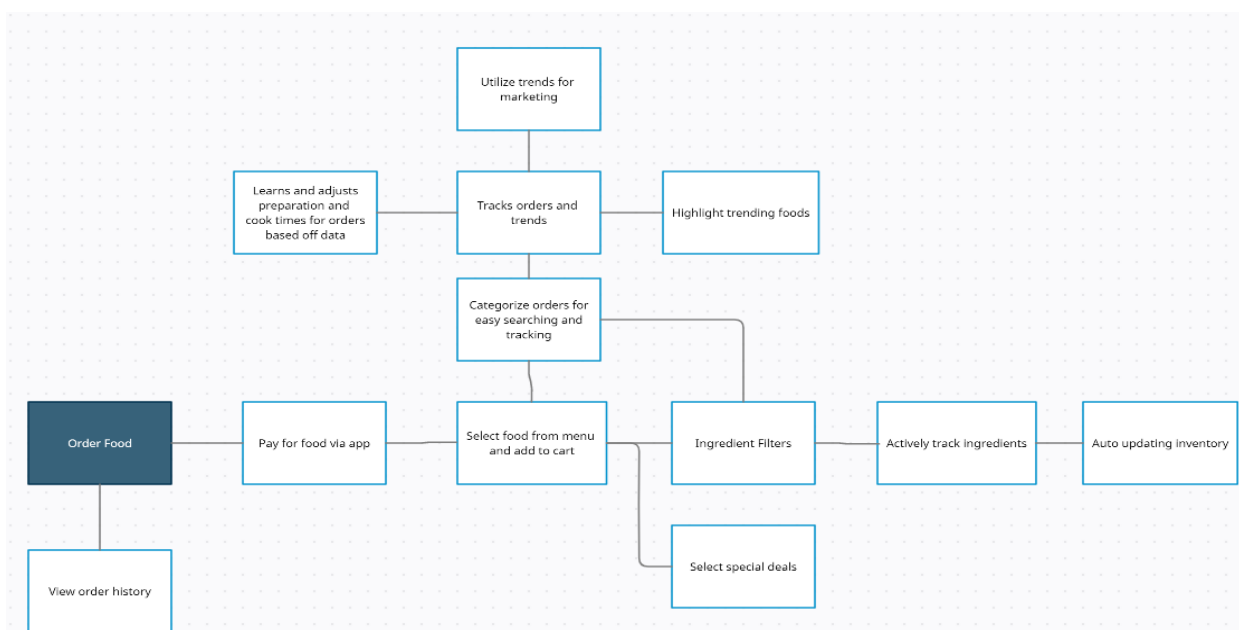 Utilize trends for
marketing
Learns and adjusts
preparation and
cook times for orders
based off data
Tracks orders and
trends
Highlight trending foods
Categorize orders for
easy searching and
tracking
Order Food
Pay for food via app
Select food from menu
and add to cart
Ingredient Filters
Actively track ingredients
Auto updating inventory
Select special deals
View order history